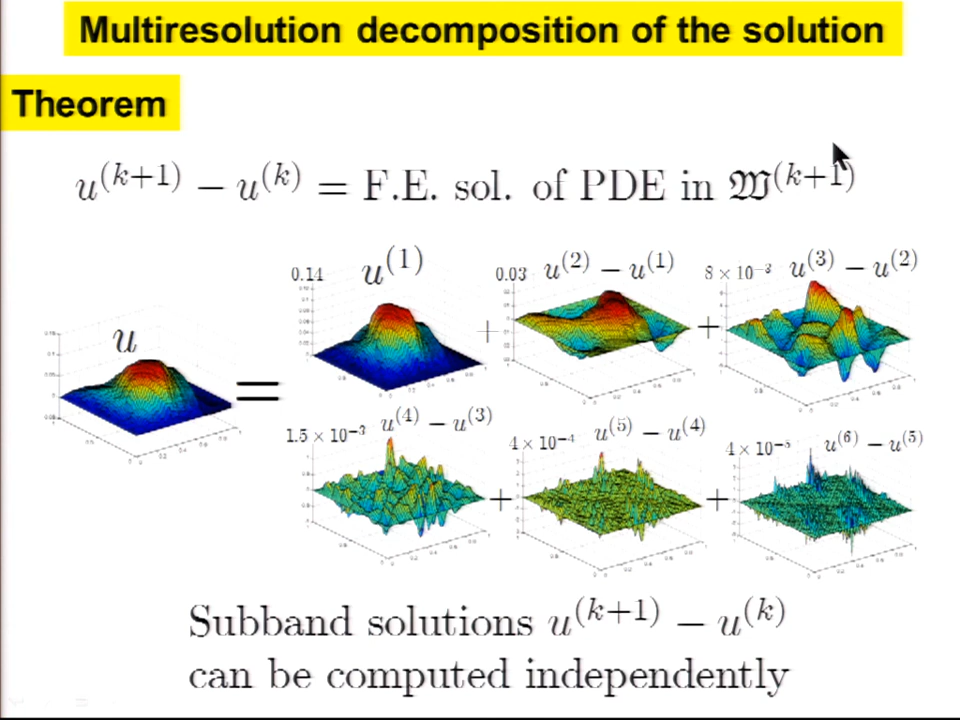 Multiresolution decomposition of the solution
Theorem
u^(k+1) − u^(k) = F.E. sol. of PDE in 𝔚^(k+1)
u
=
0.14 u^(1)
+
0.03 u^(2) − u^(1)
+
8 × 10^−3 u^(3) − u^(2)
1.5 × 10^−3 u^(4) − u^(3)
+
4 × 10^−4 u^(5) − u^(4)
+
4 × 10^−5 u^(6) − u^(5)
Subband solutions u^(k+1) − u^(k)
can be computed independently